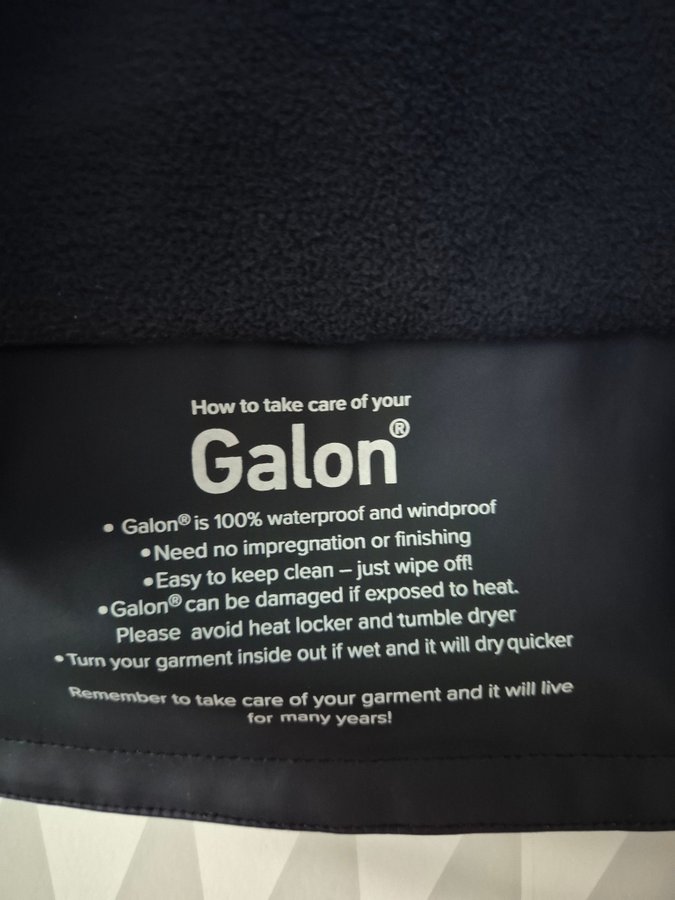 How to take care of your
Galon®
• Galon® is 100% waterproof and windproof
• Need no impregnation or finishing
• Easy to keep clean – just wipe off!
• Galon® can be damaged if exposed to heat.
Please avoid heat locker and tumble dryer
• Turn your garment inside out if wet and it will dry quicker
Remember to take care of your garment and it will live
for many years!